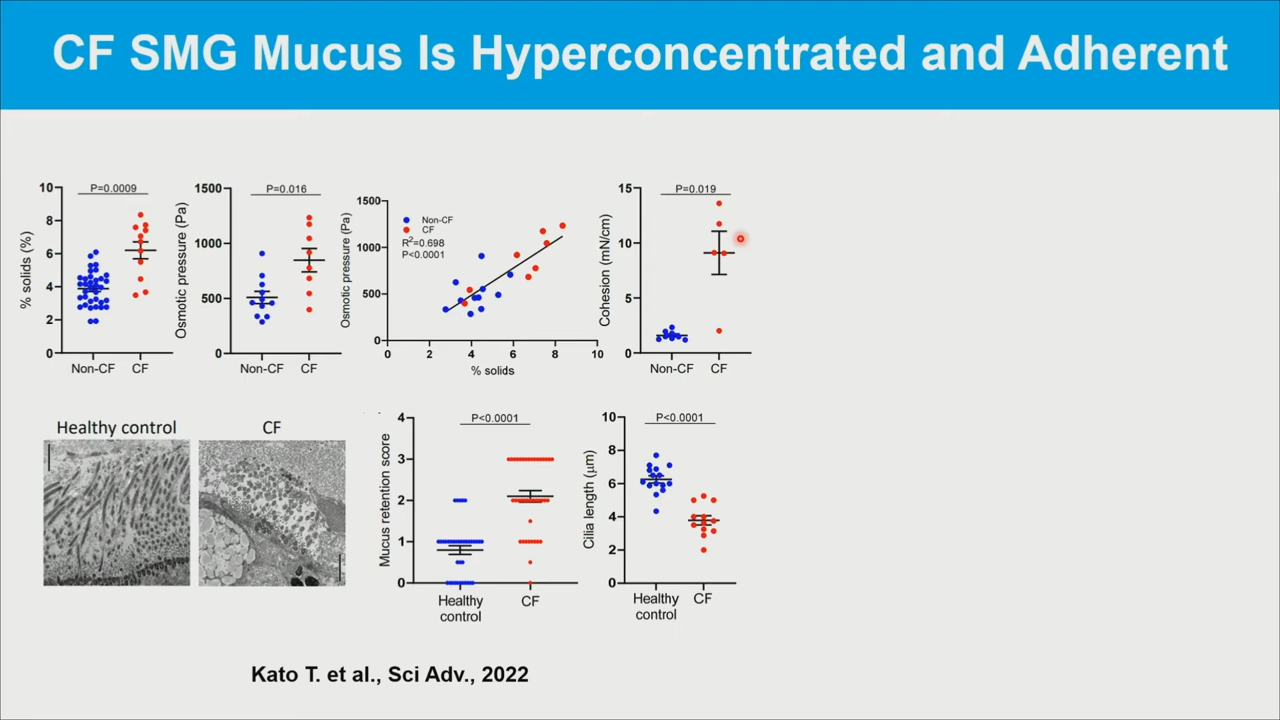 CF SMG Mucus Is Hyperconcentrated and Adherent
P=0.0009
10
8
6
4
2
0
% solids (%)
Non-CF
CF
P=0.016
1500
1000
500
0
Osmotic pressure (Pa)
Non-CF
CF
1500
1000
500
0
Osmotic pressure (Pa)
Non-CF
CF
R²=0.698
P<0.0001
0 2 4 6 8 10
% solids
P=0.019
15
10
5
0
Cohesion (mN/cm)
Non-CF
CF
Healthy control
CF
P<0.0001
4
3
2
1
0
Mucus retention score
Healthy
control
CF
P<0.0001
10
8
6
4
2
0
Cilia length (μm)
Healthy
control
CF
Kato T. et al., Sci Adv., 2022